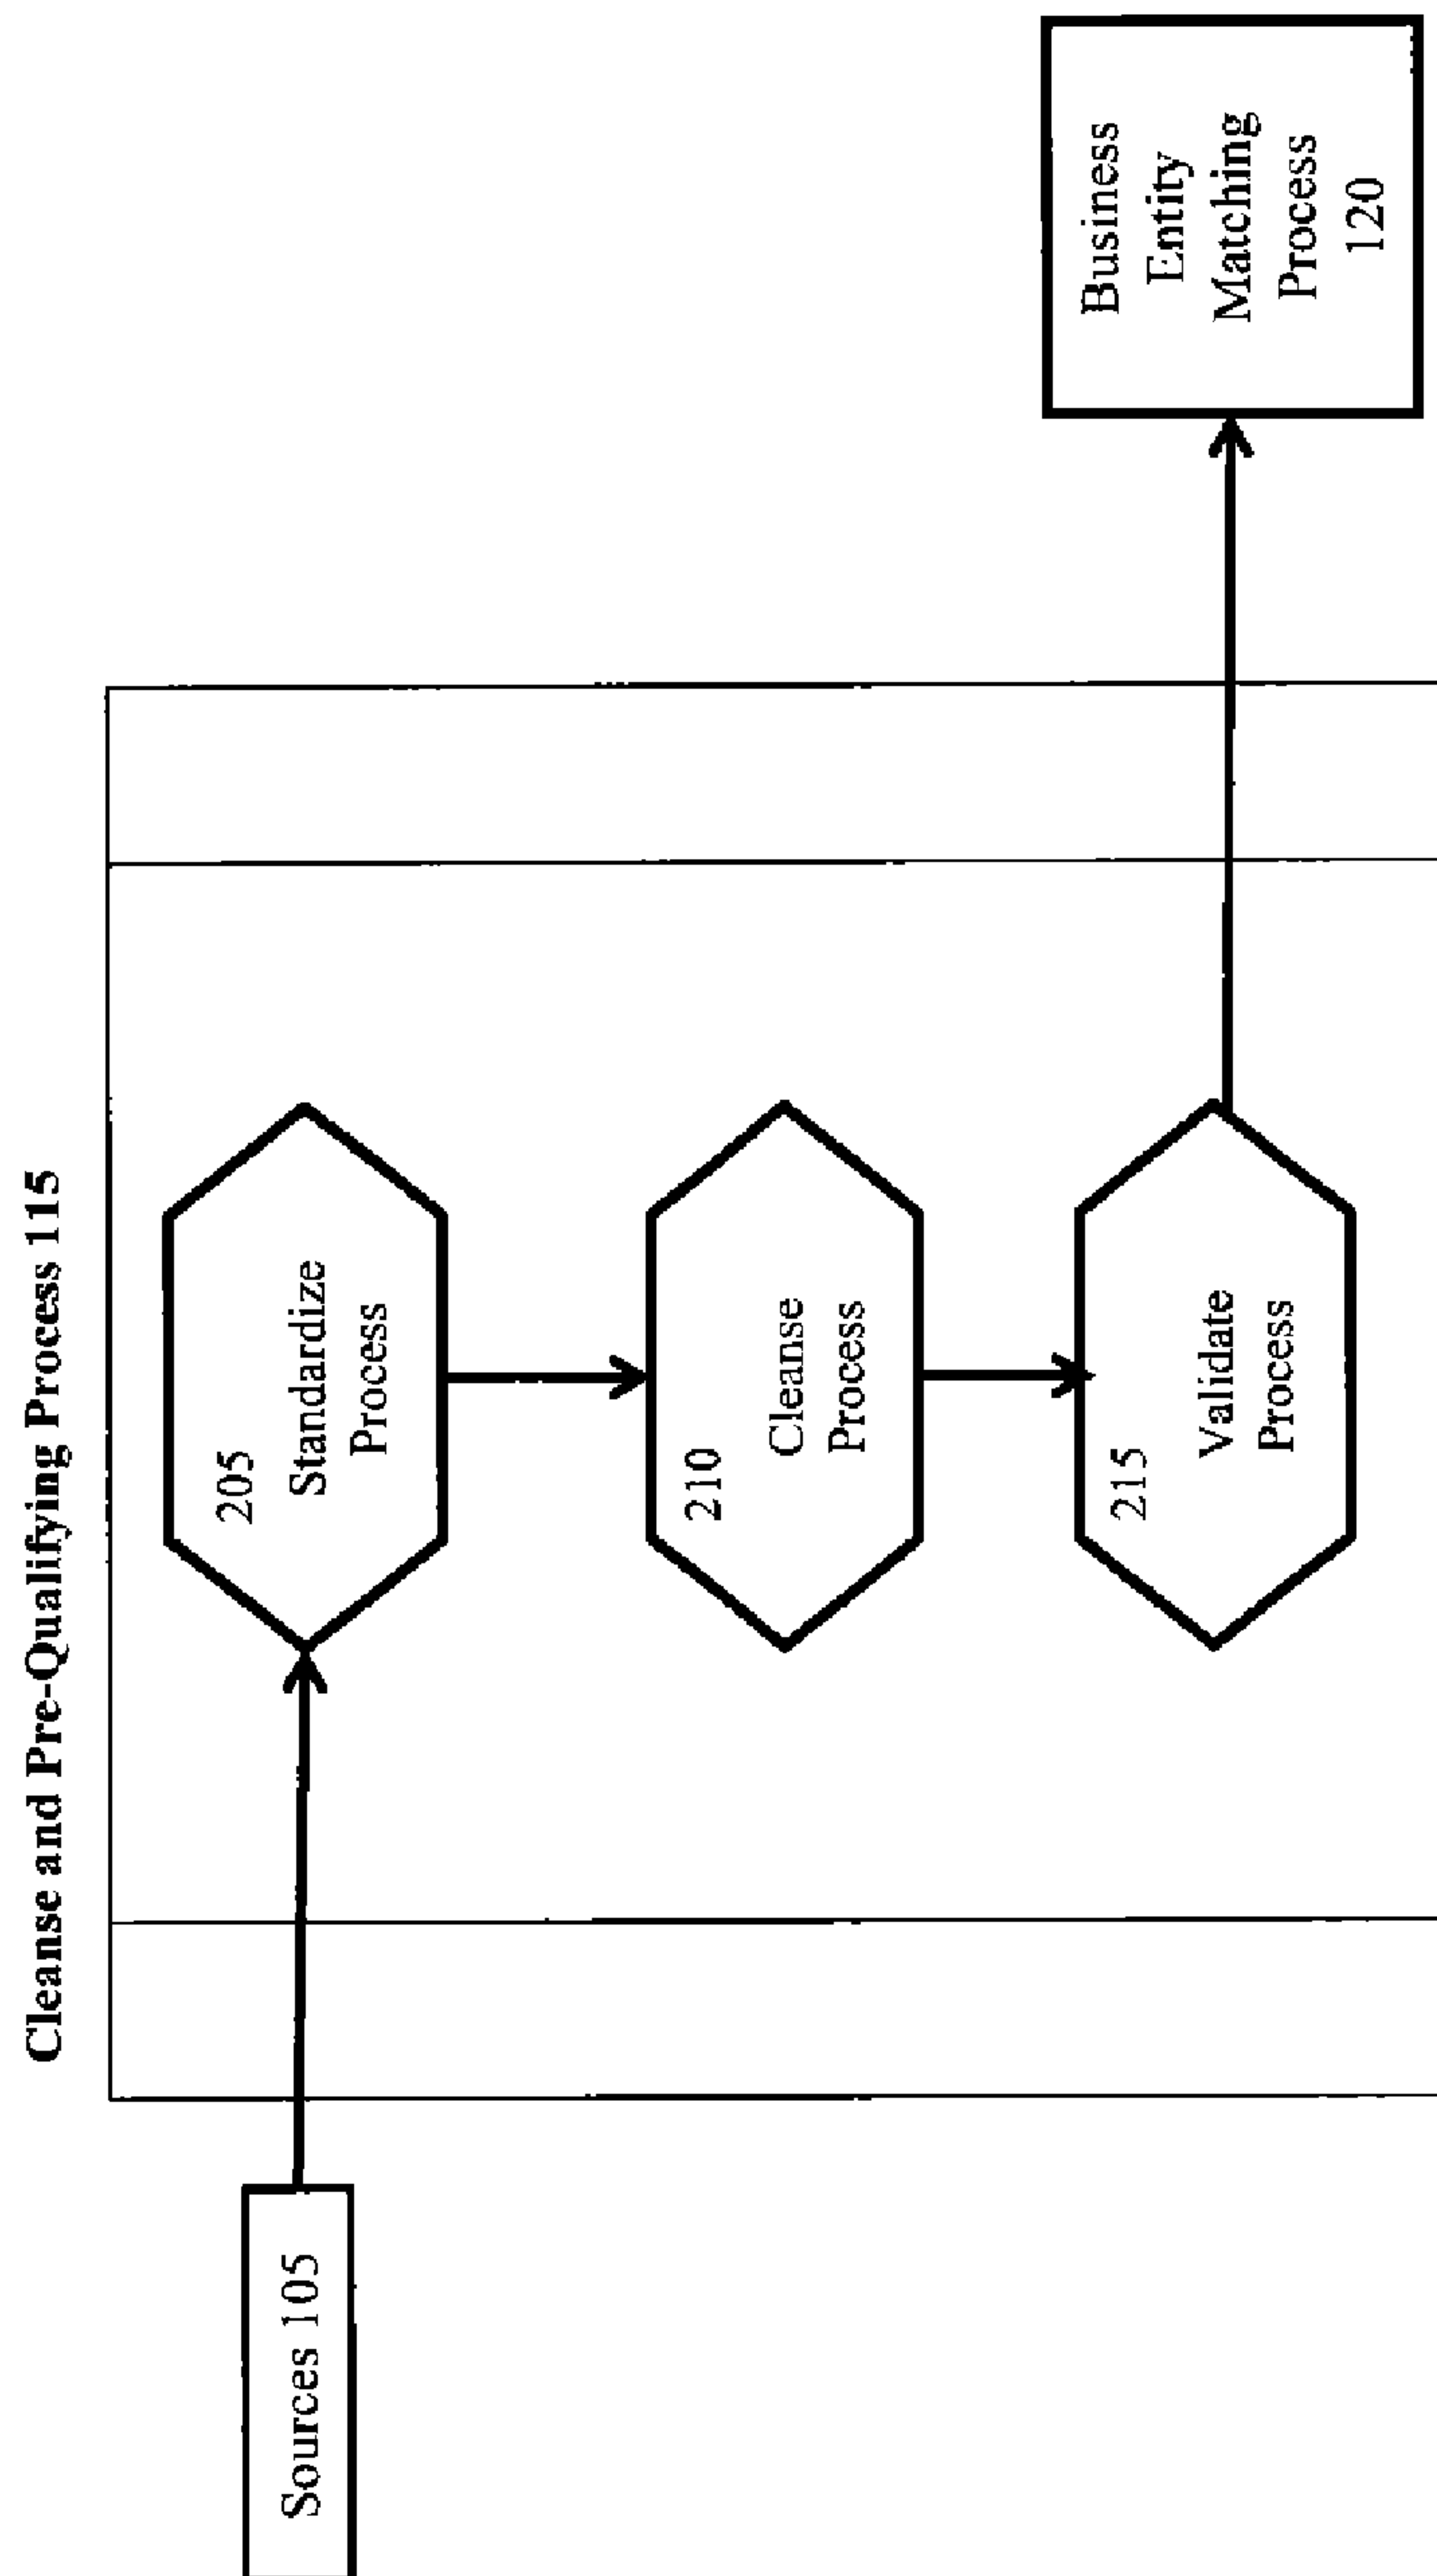 Cleanse and Pre-Qualifying Process 115
Sources 105
205
Standardize
Process
210
Cleanse
Process
215
Validate
Process
Business
Entity
Matching
Process
120